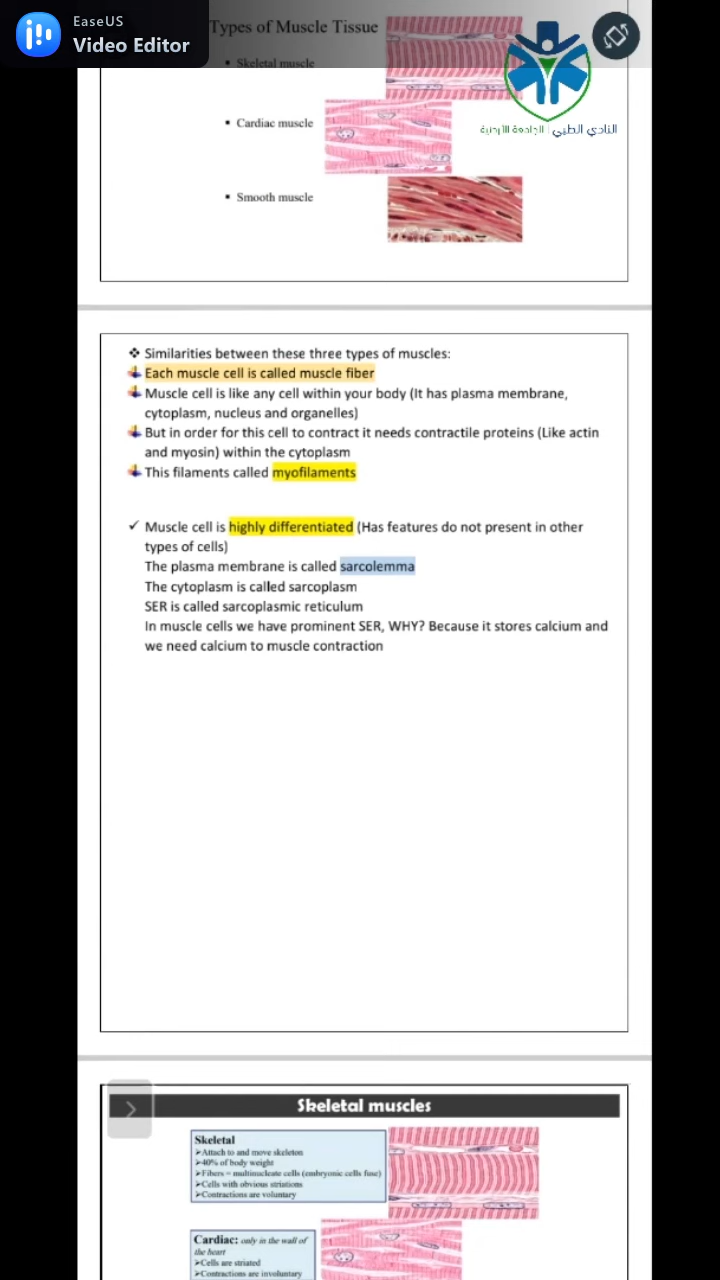 EaseUS
Video Editor
Types of Muscle Tissue
▪ Skeletal muscle
النادي الطبي | الجامعة الأردنية
▪ Cardiac muscle
▪ Smooth muscle
❖ Similarities between these three types of muscles:
Each muscle cell is called muscle fiber
Muscle cell is like any cell within your body (It has plasma membrane,
cytoplasm, nucleus and organelles)
But in order for this cell to contract it needs contractile proteins (Like actin
and myosin) within the cytoplasm
This filaments called myofilaments
✓ Muscle cell is highly differentiated (Has features do not present in other
types of cells)
The plasma membrane is called sarcolemma
The cytoplasm is called sarcoplasm
SER is called sarcoplasmic reticulum
In muscle cells we have prominent SER, WHY? Because it stores calcium and
we need calcium to muscle contraction
Skeletal muscles
Skeletal
➢Attach to and move skeleton
➢40% of body weight
➢Fibers = multinucleate cells (embryonic cells fuse)
➢Cells with obvious striations
➢Contractions are voluntary
Cardiac: only in the wall of
the heart
➢Cells are striated
➢Contractions are involuntary